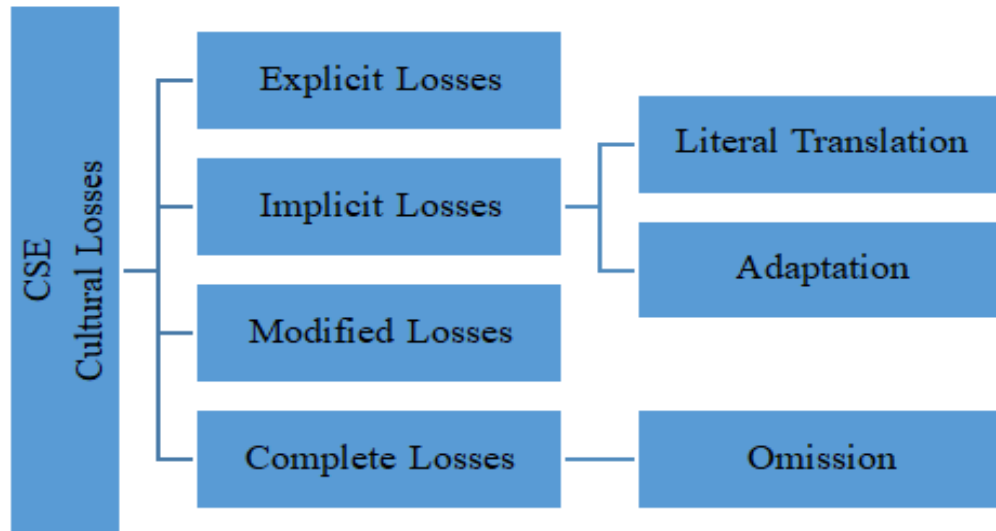 CSE
Cultural Losses
Explicit Losses
Implicit Losses
Literal Translation
Adaptation
Modified Losses
Complete Losses
Omission